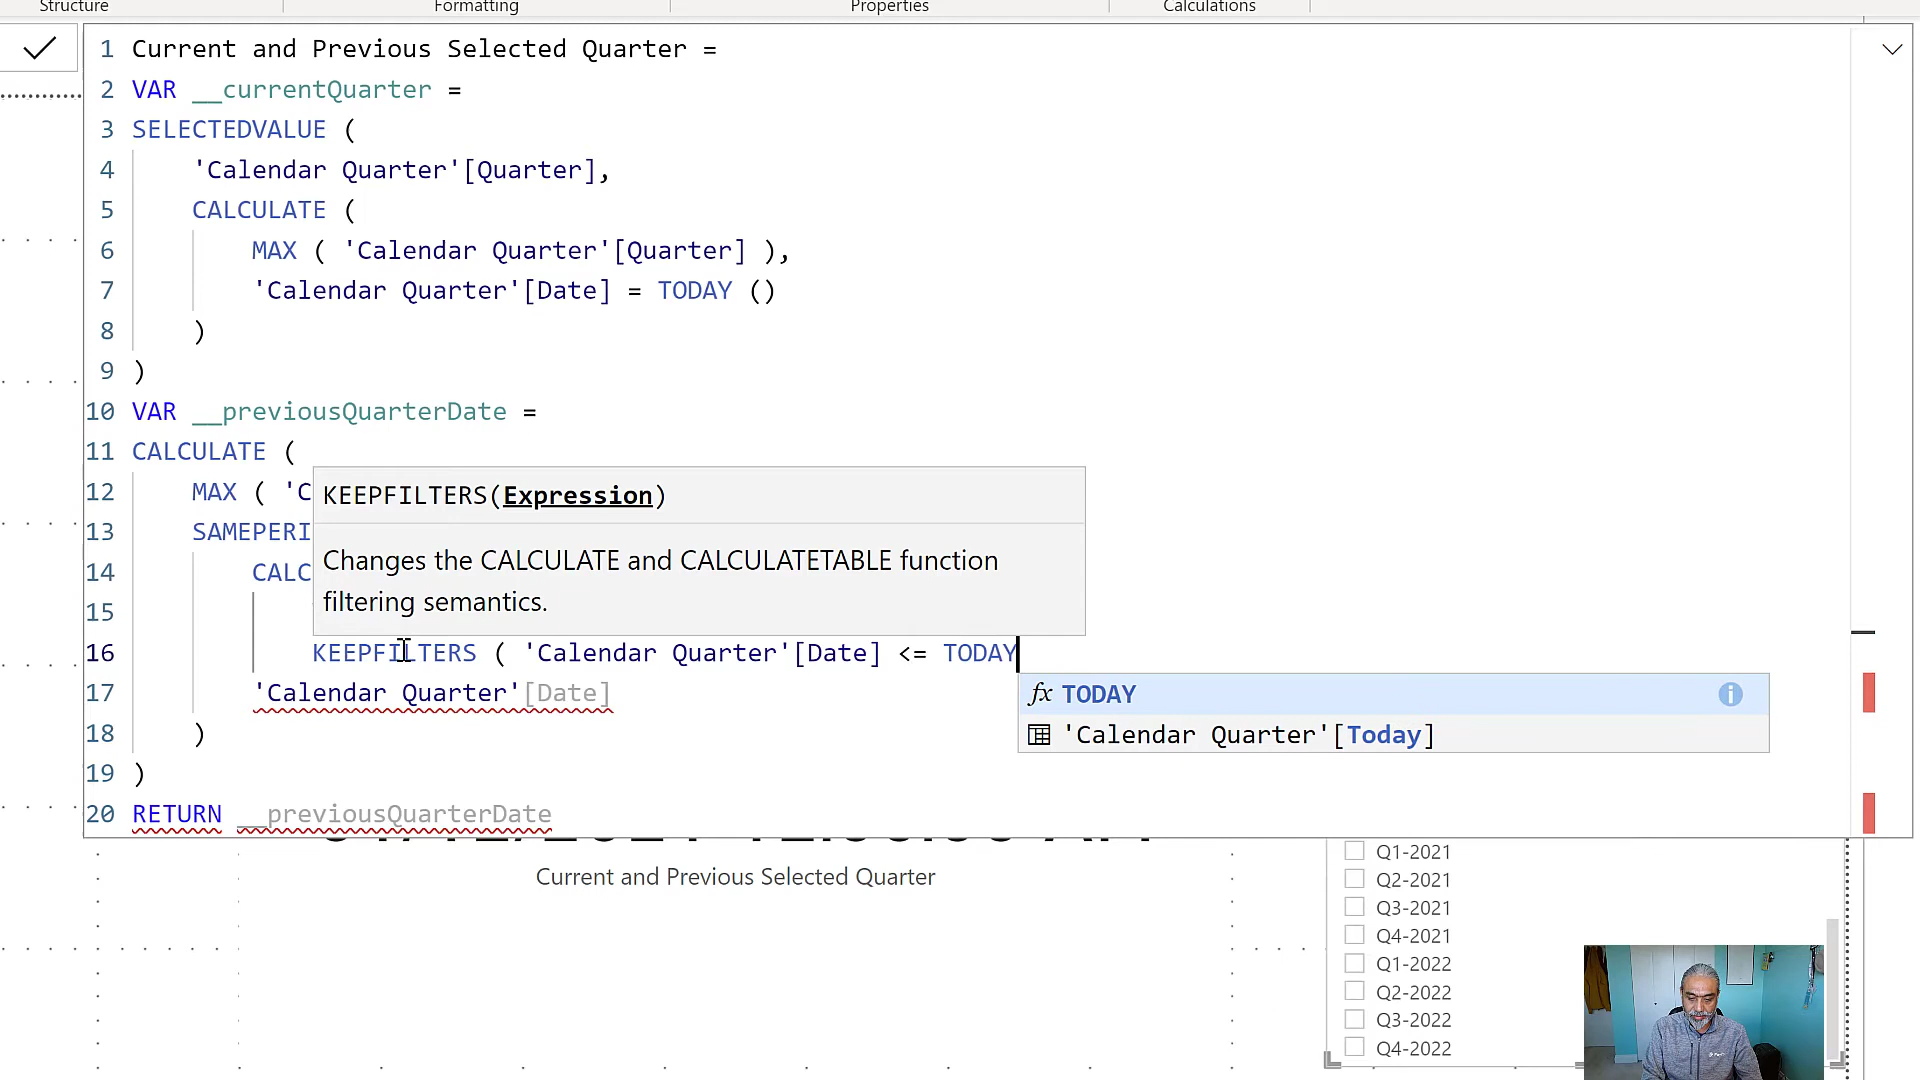 Structure Formatting Properties Calculations
1 Current and Previous Selected Quarter =
2 VAR __currentQuarter =
3 SELECTEDVALUE (
4 'Calendar Quarter'[Quarter],
5 CALCULATE (
6 MAX ( 'Calendar Quarter'[Quarter] ),
7 'Calendar Quarter'[Date] = TODAY ()
8 )
9 )
10 VAR __previousQuarterDate =
11 CALCULATE (
12 MAX ( 'C
KEEPFILTERS(Expression)
13 SAMEPERI
Changes the CALCULATE and CALCULATETABLE function
14 CALC
filtering semantics.
15
16 KEEPFILTERS ( 'Calendar Quarter'[Date] <= TODAY
17 'Calendar Quarter'[Date]
TODAY
18 )
'Calendar Quarter'[Today]
19 )
20 RETURN __previousQuarterDate
Current and Previous Selected Quarter
Q1-2021
Q2-2021
Q3-2021
Q4-2021
Q1-2022
Q2-2022
Q3-2022
Q4-2022